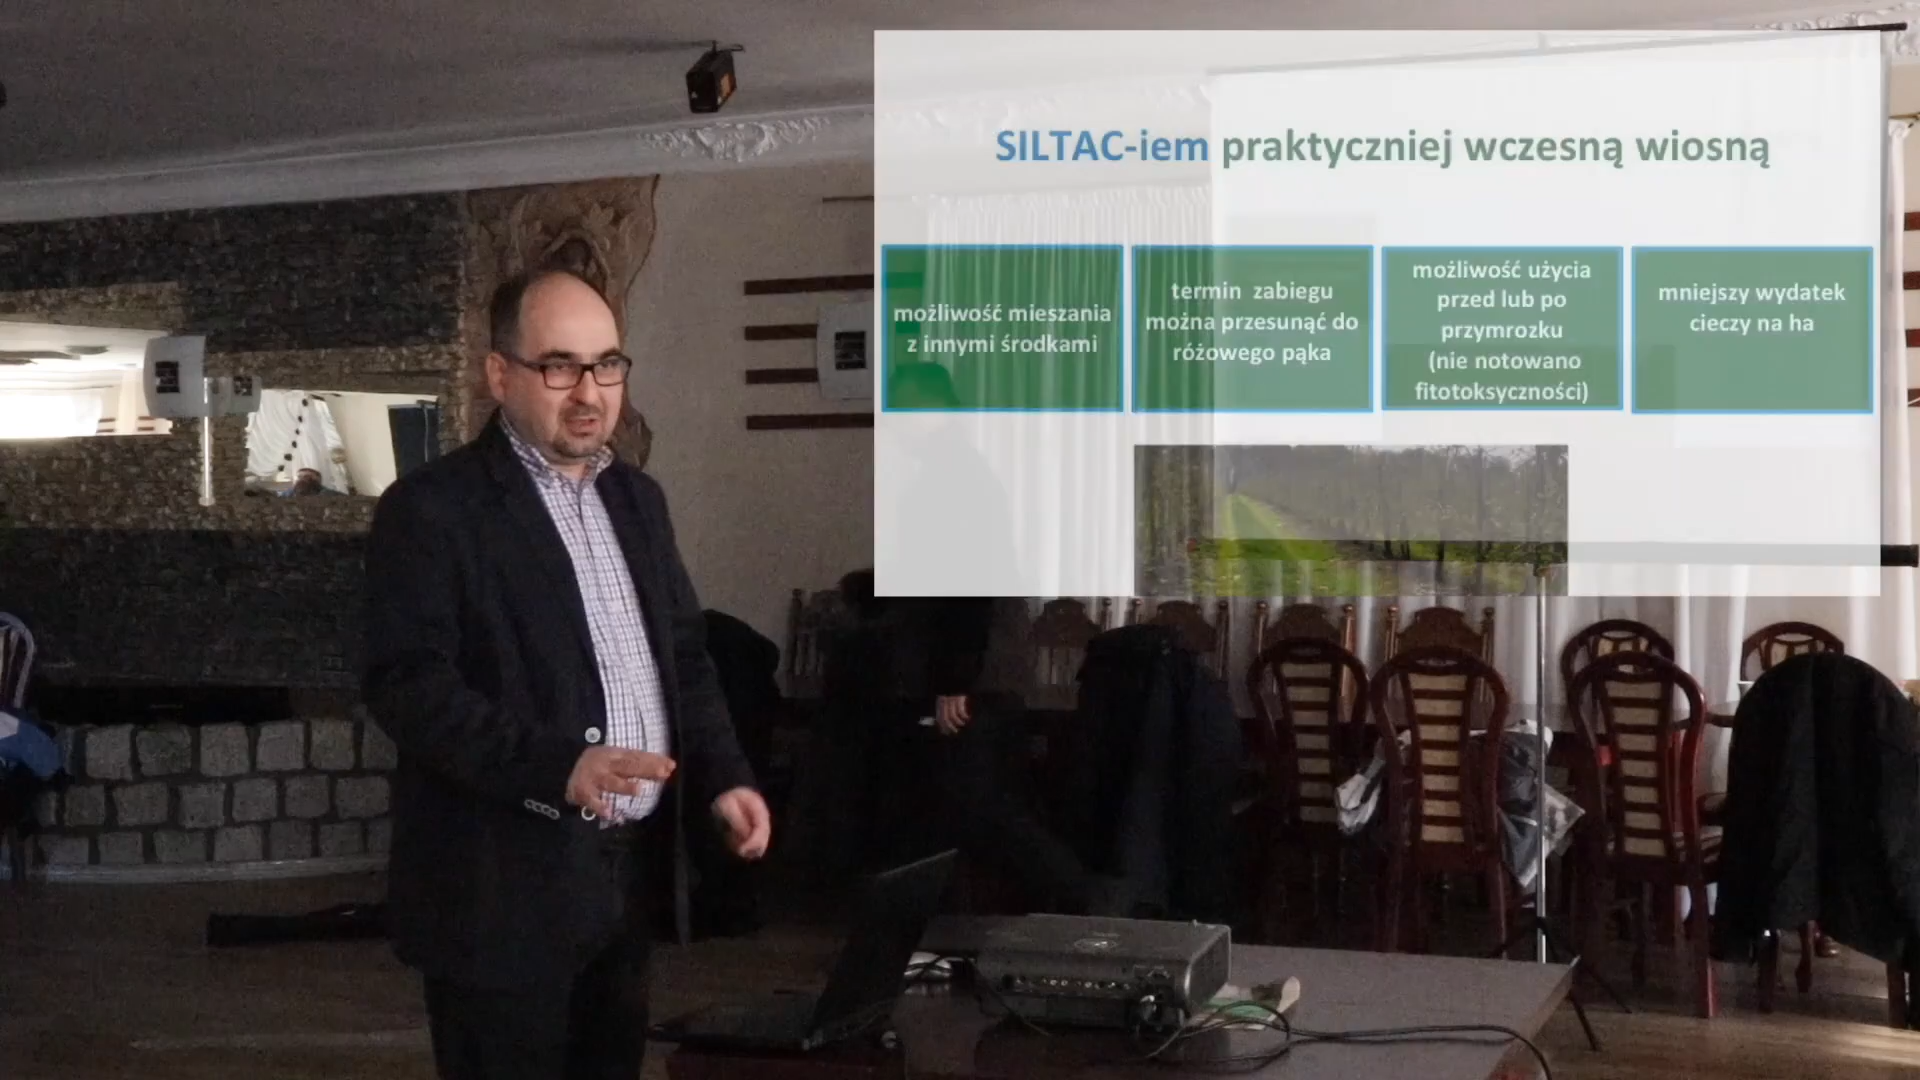 SILTAC-iem praktyczniej wczesną wiosną
możliwość mieszania
z innymi środkami
termin zabiegu
można przesunąć do
różowego pąka
możliwość użycia
przed lub po
przymrozku
(nie notowano
fitotoksyczności)
mniejszy wydatek
cieczy na ha